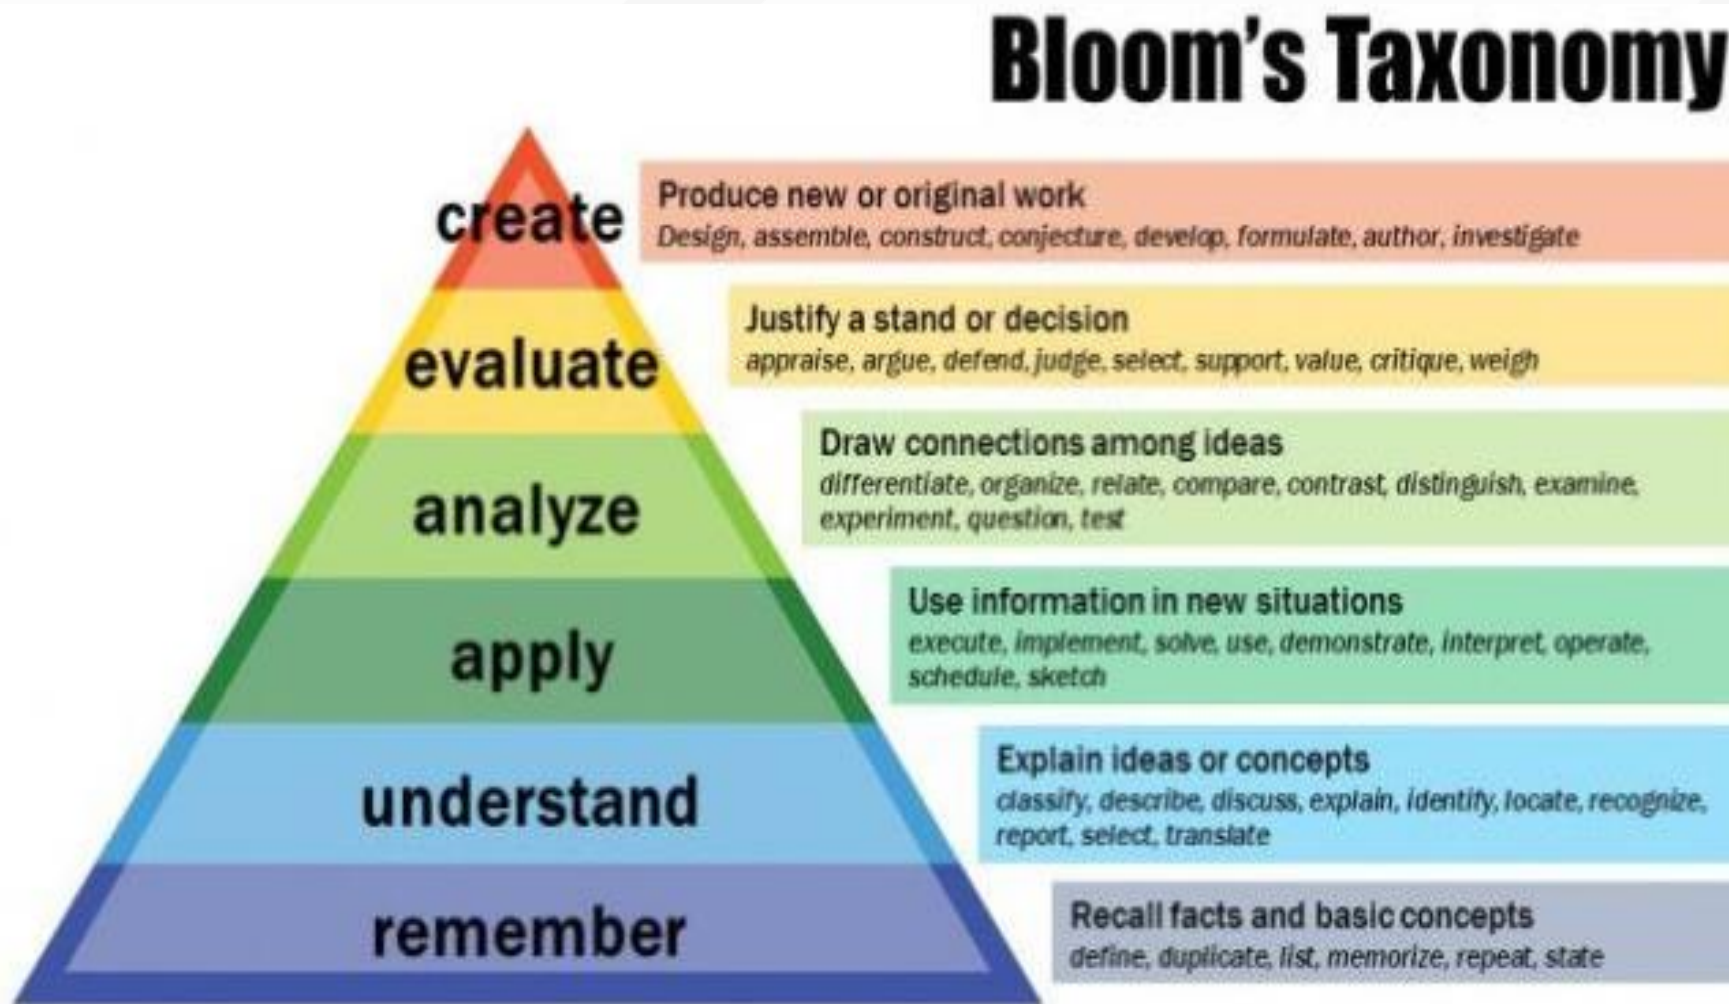 Bloom's Taxonomy
create
Produce new or original work
Design, assemble, construct, conjecture, develop, formulate, author, investigate
evaluate
Justify a stand or decision
appraise, argue, defend, judge, select, support, value, critique, weigh
analyze
Draw connections among ideas
differentiate, organize, relate, compare, contrast, distinguish, examine,
experiment, question, test
apply
Use information in new situations
execute, implement, solve, use, demonstrate, interpret, operate,
schedule, sketch
understand
Explain ideas or concepts
classify, describe, discuss, explain, identify, locate, recognize,
report, select, translate
remember
Recall facts and basic concepts
define, duplicate, list, memorize, repeat, state